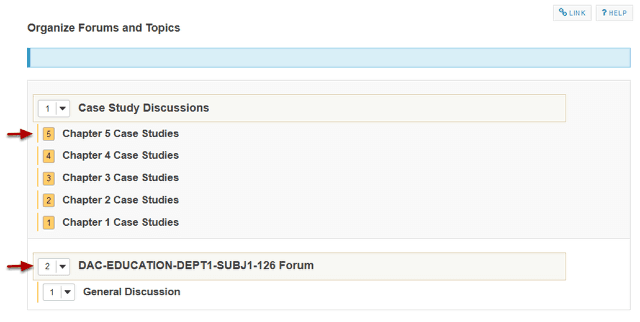 LINK
? HELP
Organize Forums and Topics
1 Case Study Discussions
5 Chapter 5 Case Studies
4 Chapter 4 Case Studies
3 Chapter 3 Case Studies
2 Chapter 2 Case Studies
1 Chapter 1 Case Studies
2 DAC-EDUCATION-DEPT1-SUBJ1-126 Forum
1 General Discussion